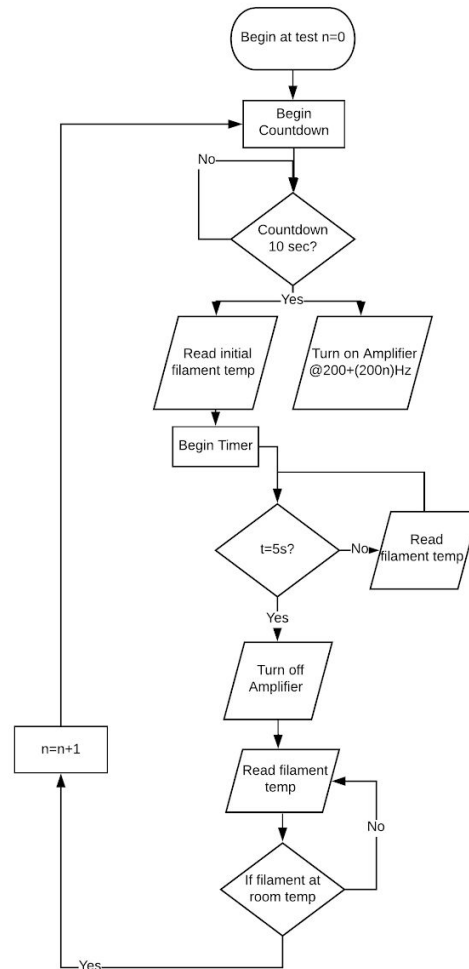 Begin at test n=0
Begin
Countdown
No
Countdown
10 sec?
Yes
Read initial
filament temp
Turn on Amplifier
@200+(200n)Hz
Begin Timer
t=5s?
No
Read
filament temp
Yes
Turn off
Amplifier
n=n+1
Read filament
temp
No
If filament at
room temp
Yes